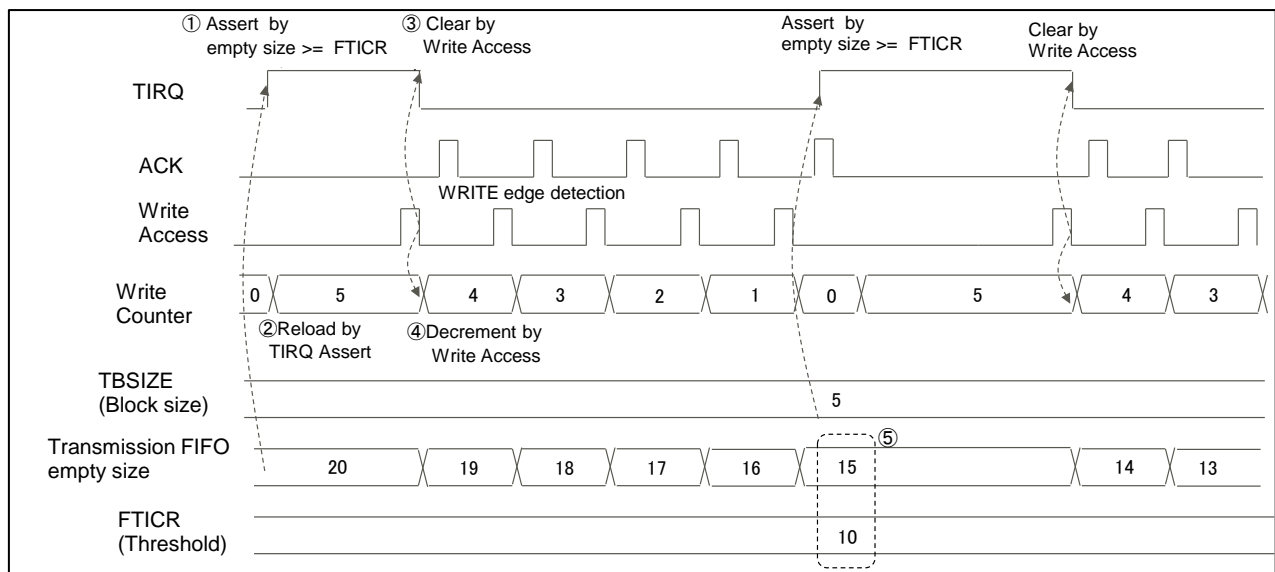 ① Assert by
empty size >= FTICR
③ Clear by
Write Access
Assert by
empty size >= FTICR
Clear by
Write Access
TIRQ
ACK
WRITE edge detection
Write
Access
Write
Counter
0 5 4 3 2 1 0 5 4 3
②Reload by
TIRQ Assert
④Decrement by
Write Access
TBSIZE
(Block size)
5
Transmission FIFO
empty size
20 19 18 17 16 15 14 13
⑤
FTICR
(Threshold)
10